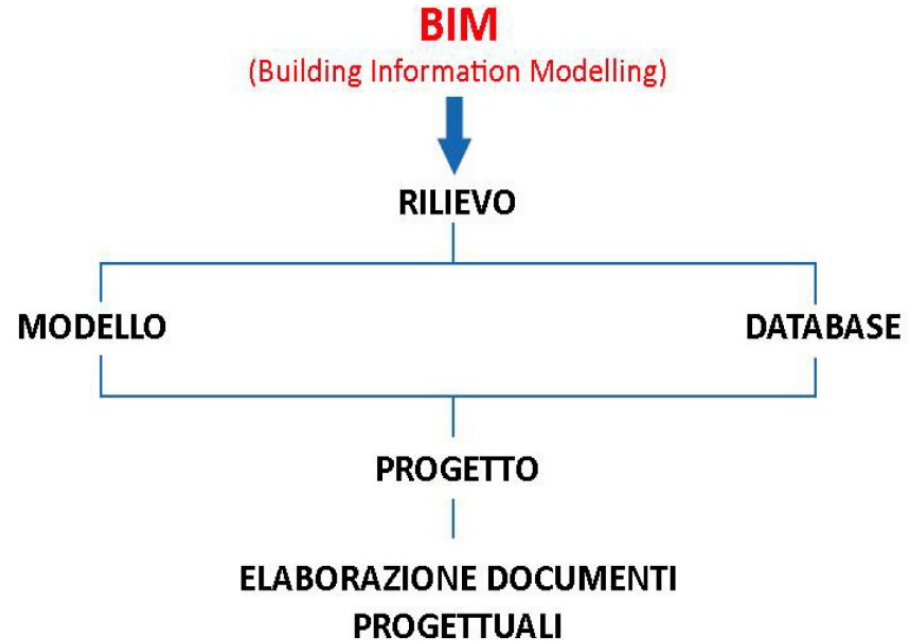 BIM
(Building Information Modelling)
RILIEVO
MODELLO
DATABASE
PROGETTO
ELABORAZIONE DOCUMENTI
PROGETTUALI